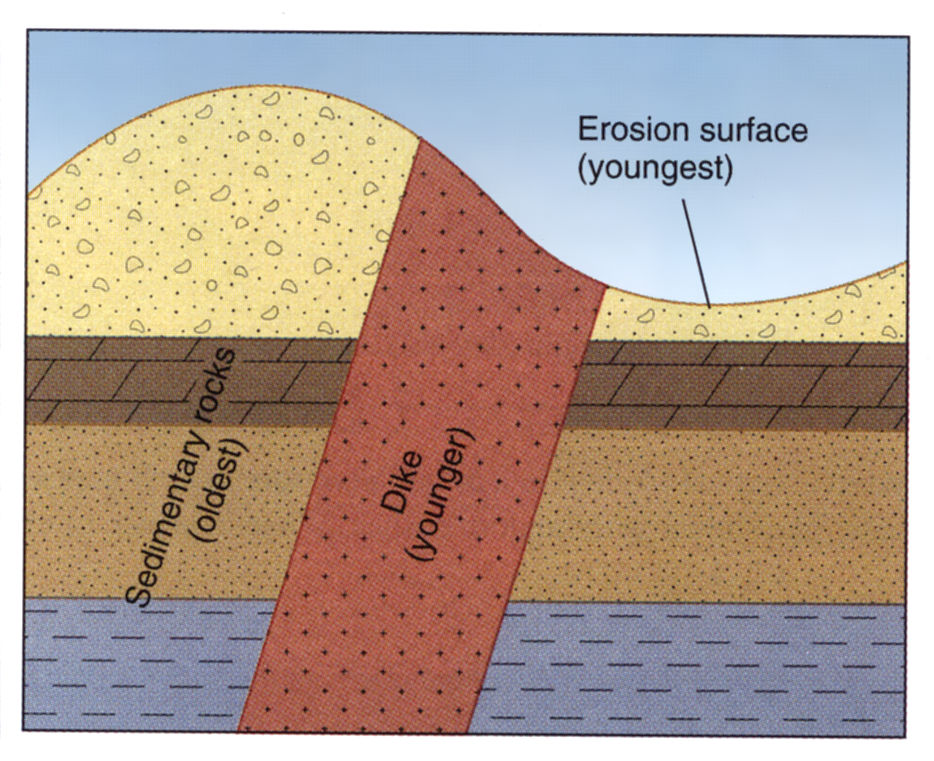 Erosion surface
(youngest)
Sedimentary rocks
(oldest)
Dike
(younger)